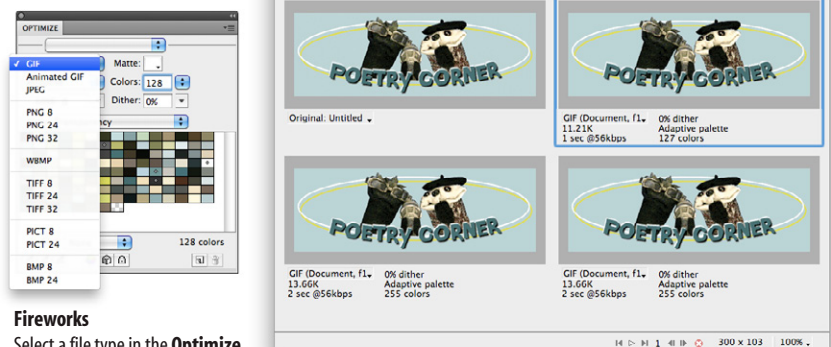 OPTIMIZE
GIF
Animated GIF
JPEG
PNG 8
PNG 24
PNG 32
WBMP
TIFF 8
TIFF 24
TIFF 32
PICT 8
PICT 24
BMP 8
BMP 24
Matte:
Colors: 128
Dither: 0%
128 colors
Fireworks
Select a file type in the Optimize
POETRY CORNER
Original: Untitled
POETRY CORNER
GIF (Document, f1
0% dither
11.21K
Adaptive palette
1 sec @56kbps
127 colors
POETRY CORNER
GIF (Document, f1
0% dither
13.66K
Adaptive palette
2 sec @56kbps
255 colors
POETRY CORNER
GIF (Document, f1
0% dither
13.66K
Adaptive palette
2 sec @56kbps
255 colors
1
300 x 103
100%